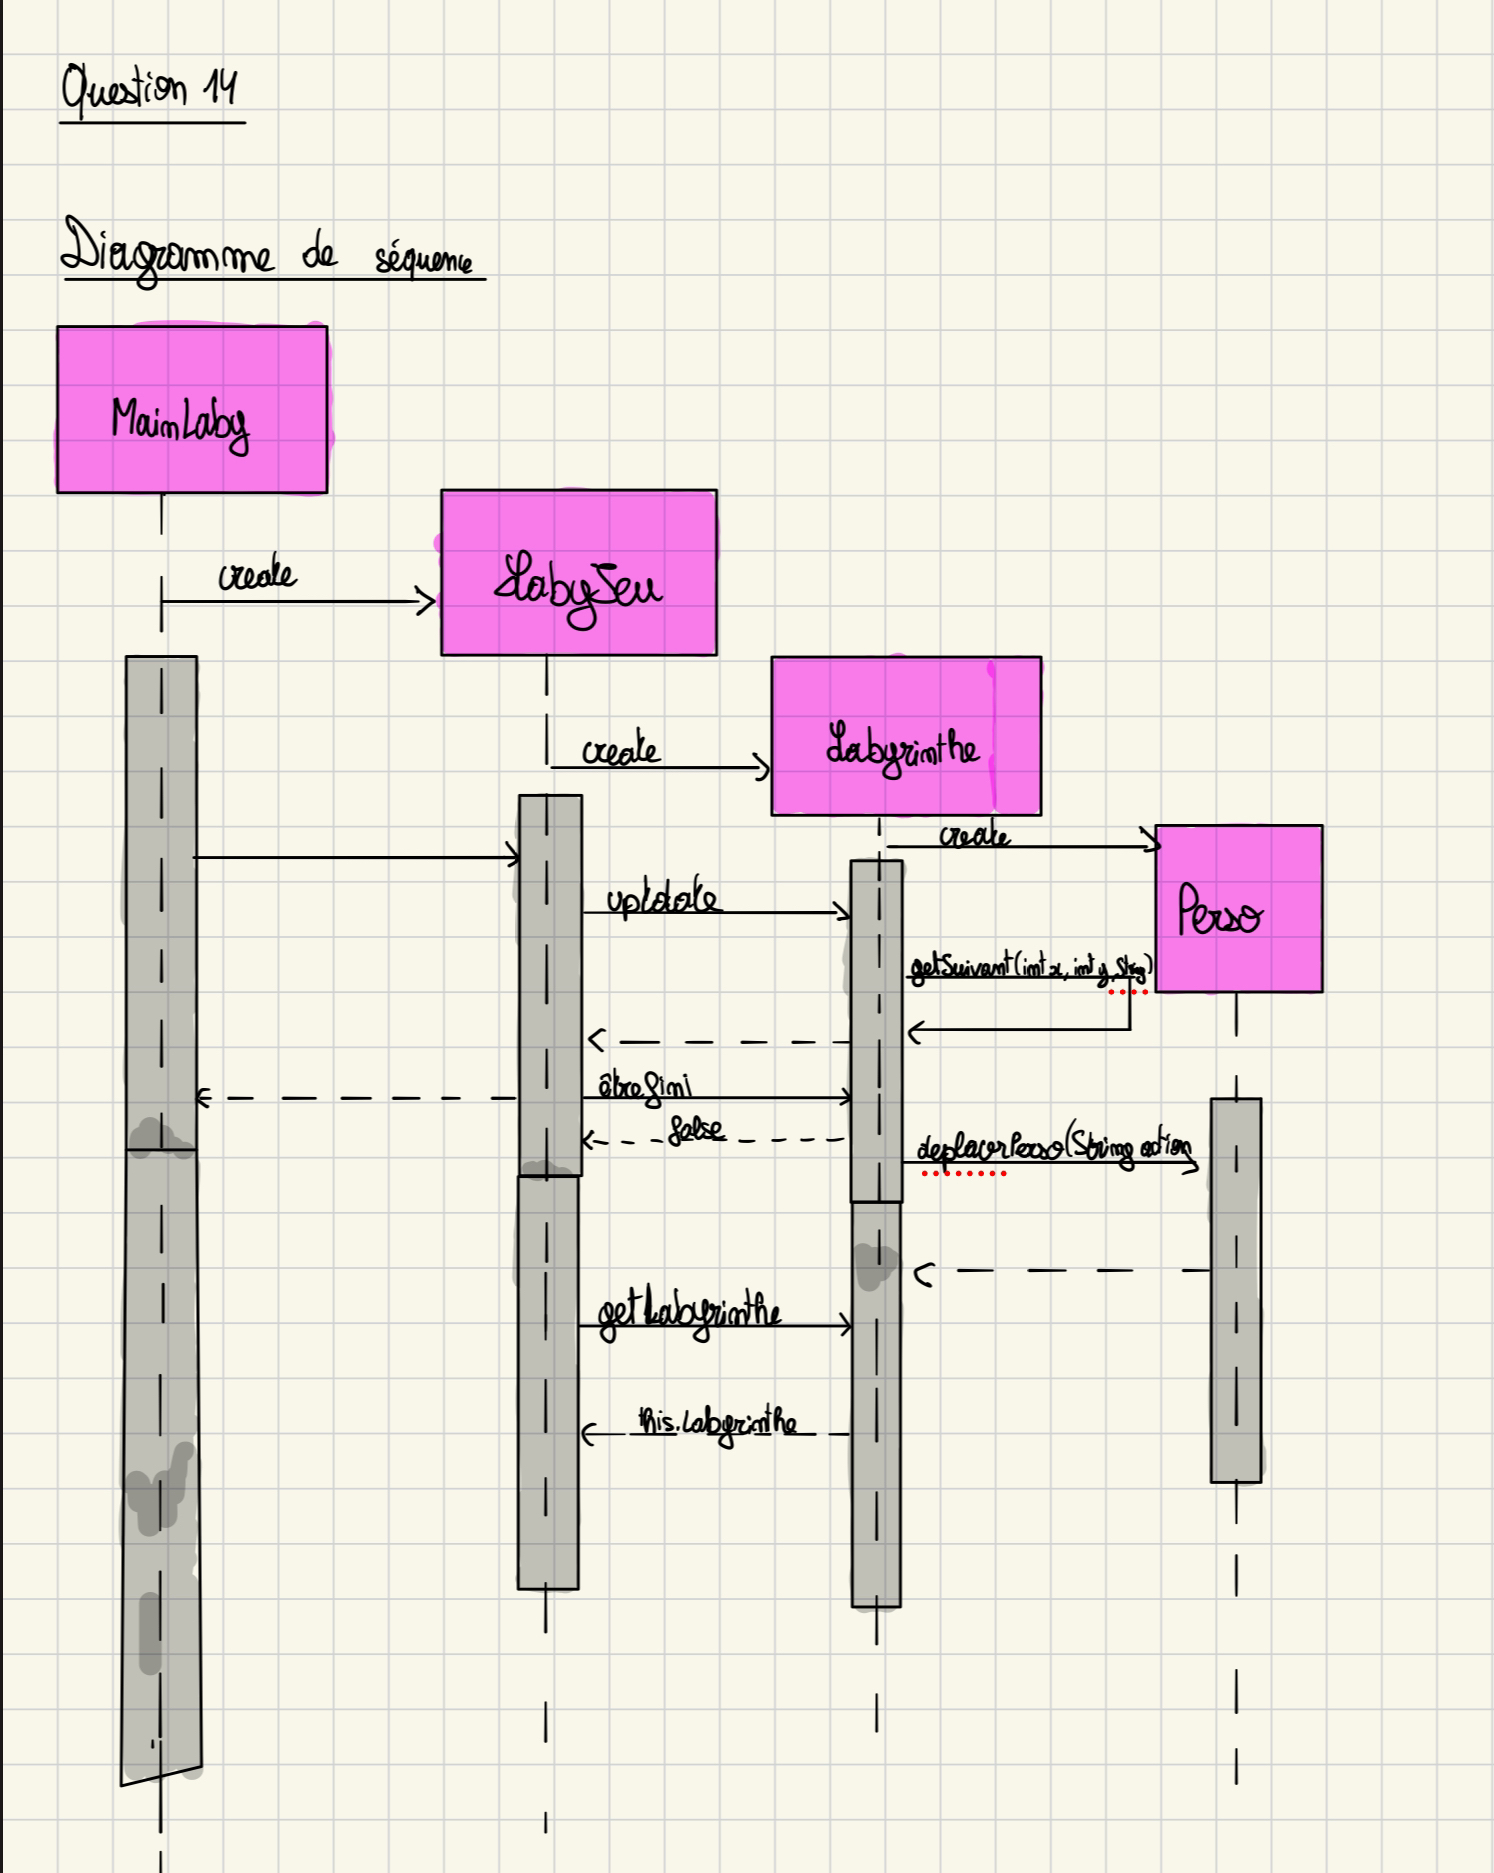 Question 14
Diagramme de séquence
MainLaby
LabyJeu
create
Labyrinthe
create
create
Perso
update
getSuivant(int x, int y, String)
êtreFini
false
deplacerPerso(String action
getLabyrinthe
this.Labyrinthe